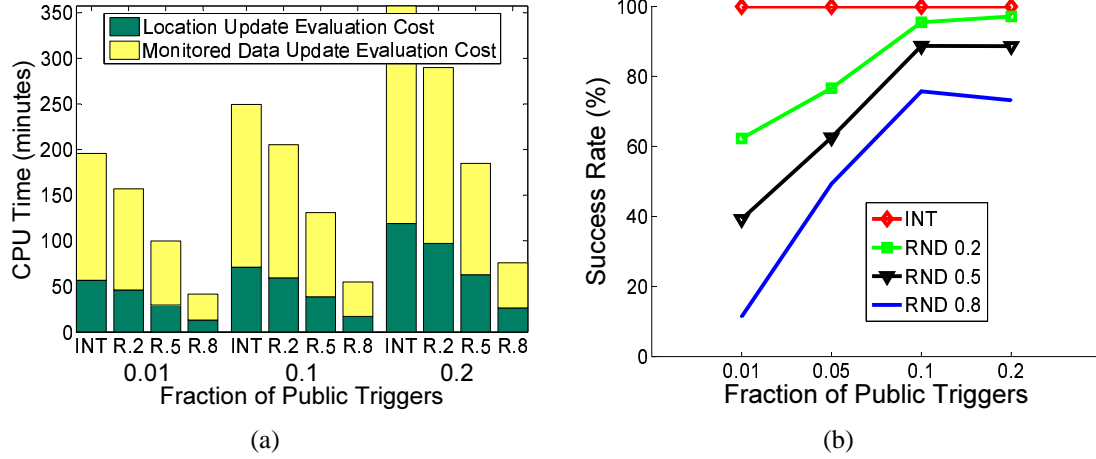 Location Update Evaluation Cost
Monitored Data Update Evaluation Cost
CPU Time (minutes)
350
300
250
200
150
100
50
0
INT R.2 R.5 R.8 INT R.2 R.5 R.8 INT R.2 R.5 R.8
0.01 0.1 0.2
Fraction of Public Triggers
(a)
Success Rate (%)
100
80
60
40
20
0
INT
RND 0.2
RND 0.5
RND 0.8
0.01 0.05 0.1 0.2
Fraction of Public Triggers
(b)